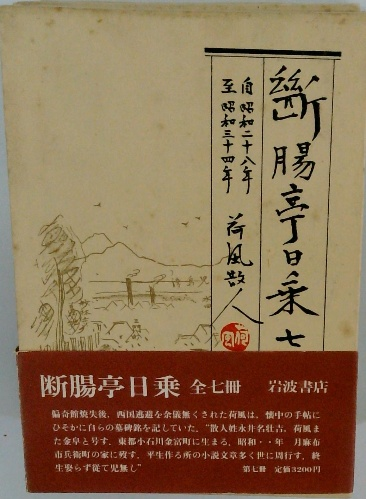 斷腸亭日乗 七
自 昭和二十八年
至 昭和三十四年
荷風散人
断腸亭日乗 全七冊 岩波書店
偏奇館焼失後、西国逃避を余儀無くされた荷風は、懐中の手帖に
ひそかに自らの墓碑銘を記していた。“散人姓永井名壮吉。荷風ま
た金阜と号す。東都小石川金富町に生まる。昭和・・年 月麻布
市兵衛町の家に歿す。平生作る所の小説文章多く世に周行す。終
生娶らず従て児無し”
第七冊 定価3200円